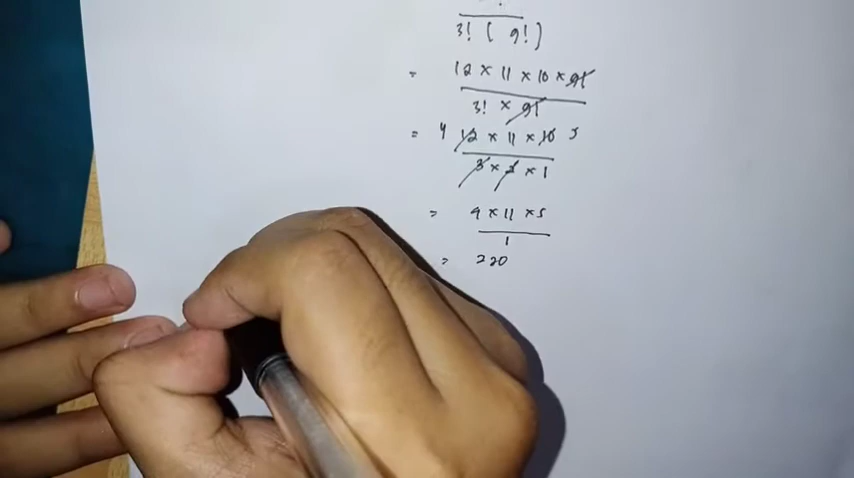 3! [ 9! ]
= 12 × 11 × 10 × 9!
3! × 9!
= 4 12 × 11 × 10 5
3 × 2 × 1
= 4 × 11 × 5
1
= 220